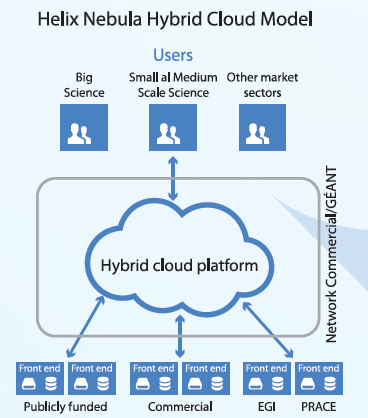 Helix Nebula Hybrid Cloud Model
Users
Big
Science
Small al Medium
Scale Science
Other market
sectors
Network Commercial/GÉANT
Hybrid cloud platform
Front end
Front end
Front end
Front end
Front end
Front end
Publicly funded
Commercial
EGI
PRACE